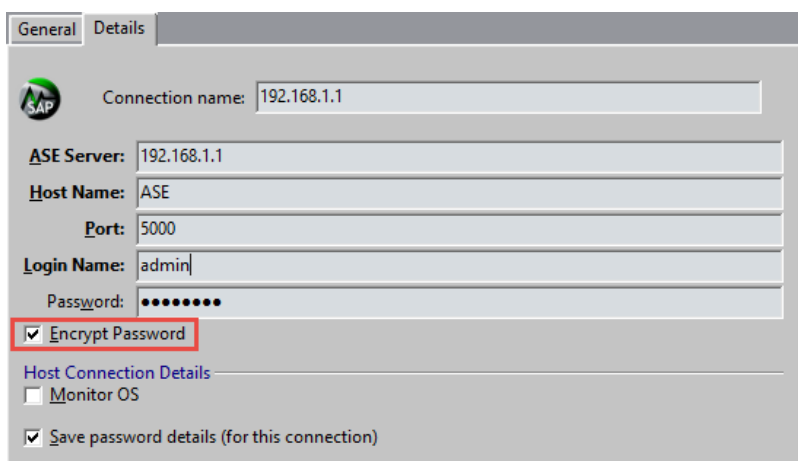 General Details
SAP
Connection name: 192.168.1.1
ASE Server: 192.168.1.1
Host Name: ASE
Port: 5000
Login Name: admin
Password: ●●●●●●●●
Encrypt Password
Host Connection Details
Monitor OS
Save password details (for this connection)